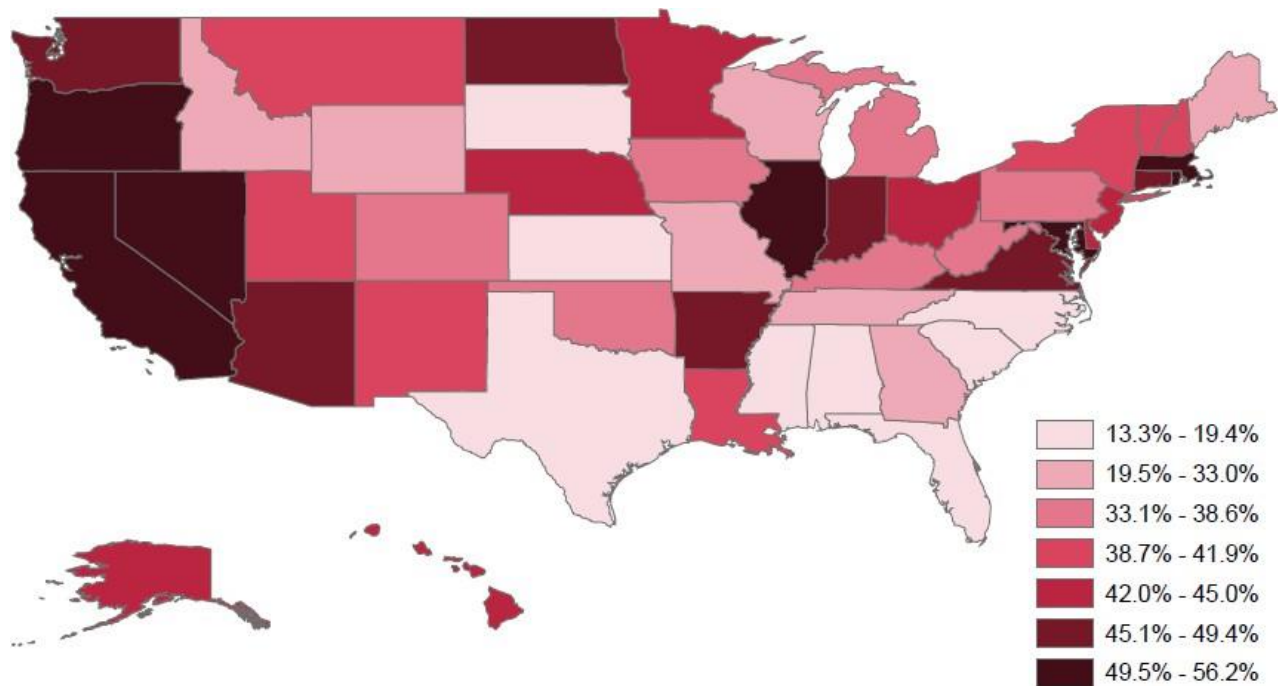 13.3% - 19.4%
19.5% - 33.0%
33.1% - 38.6%
38.7% - 41.9%
42.0% - 45.0%
45.1% - 49.4%
49.5% - 56.2%